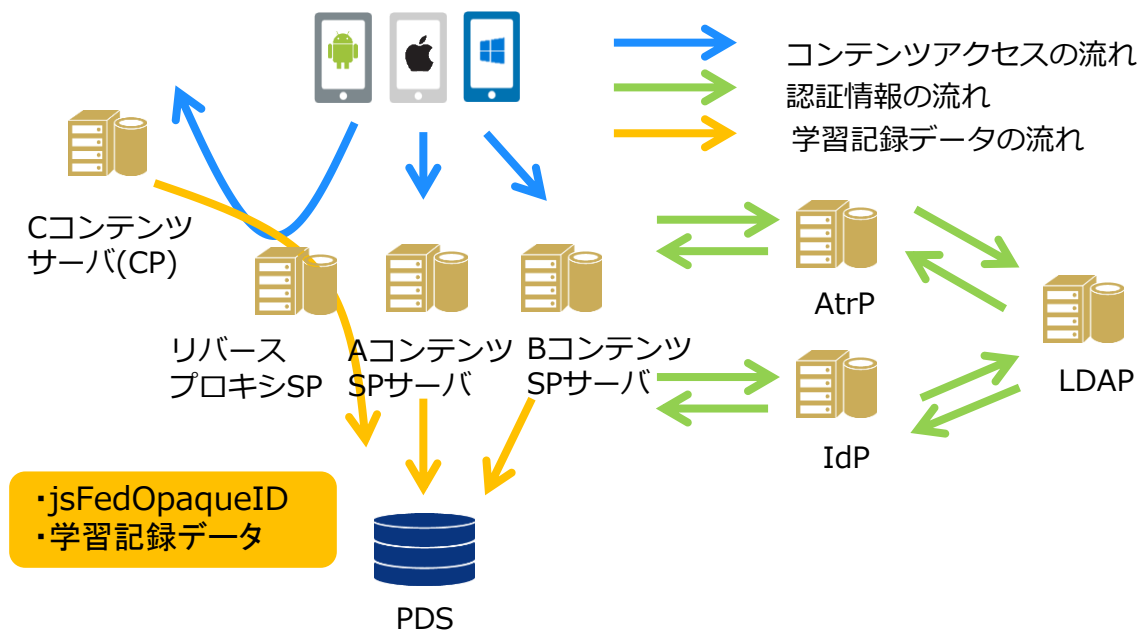 コンテンツアクセスの流れ
認証情報の流れ
学習記録データの流れ
Cコンテンツ
サーバ(CP)
リバース
プロキシSP
Aコンテンツ
SPサーバ
Bコンテンツ
SPサーバ
AtrP
LDAP
IdP
・jsFedOpaqueID
・学習記録データ
PDS